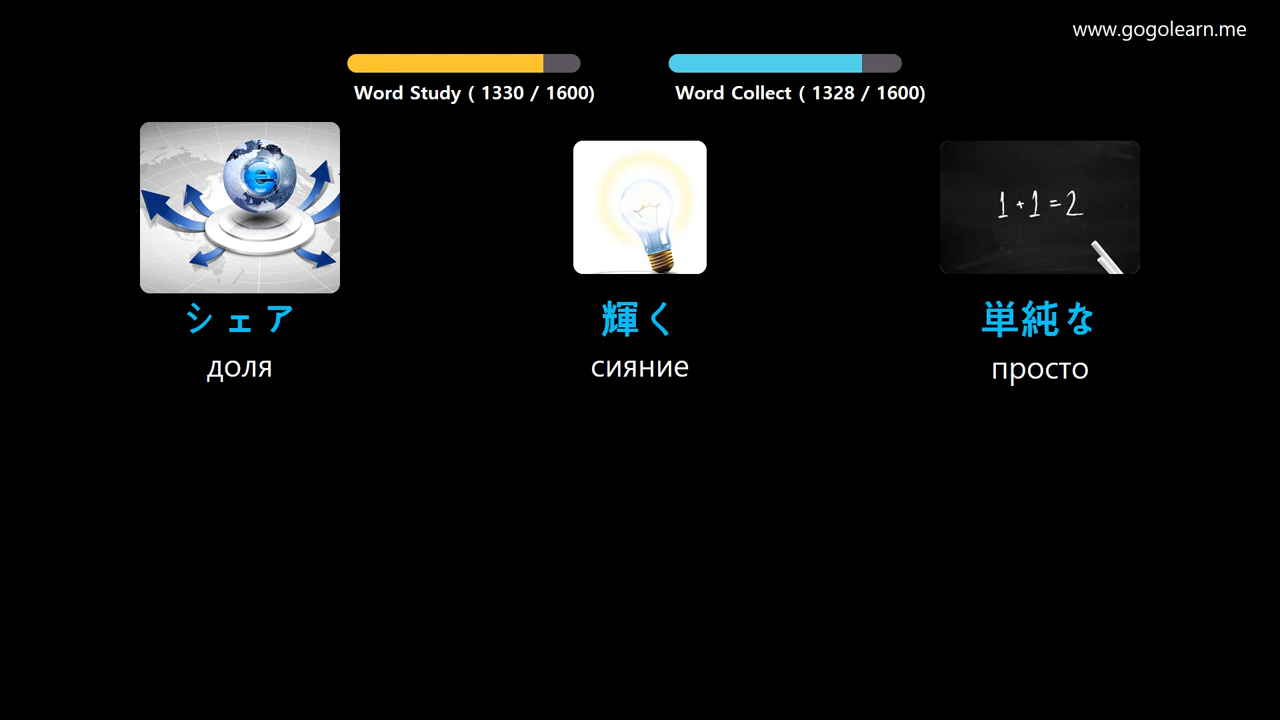 www.gogolearn.me
Word Study ( 1330 / 1600)
Word Collect ( 1328 / 1600)
e
1+1=2
シェア
輝く
単純な
доля
сияние
просто